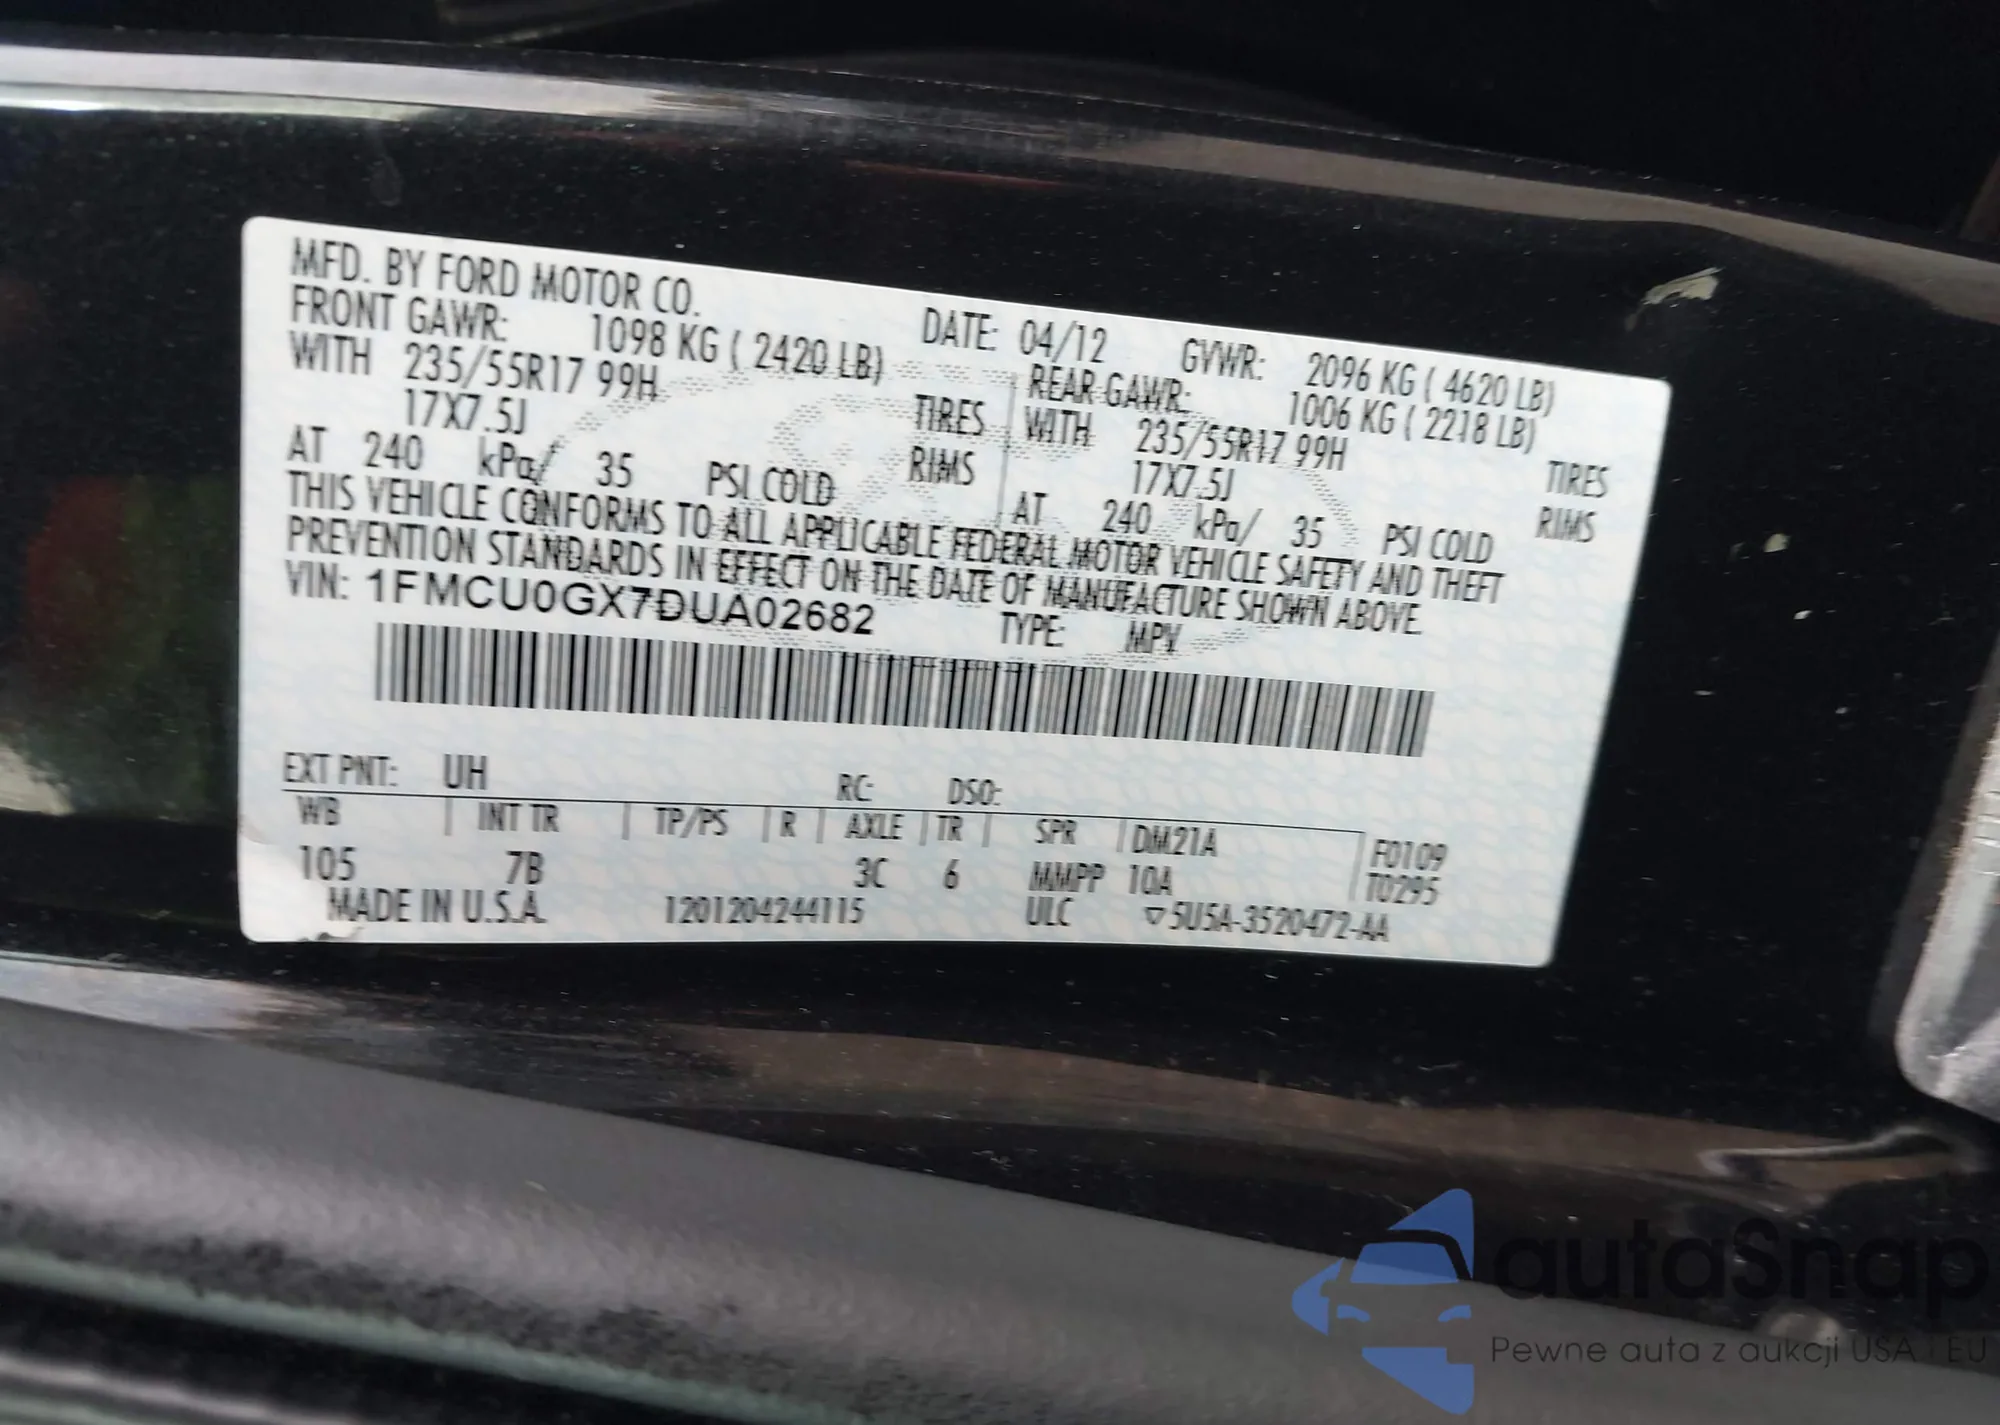 MFD. BY FORD MOTOR CO.
DATE: 04/12 GVWR: 2096 KG ( 4620 LB)
FRONT GAWR: 1098 KG ( 2420 LB) REAR GAWR: 1006 KG ( 2218 LB)
WITH 235/55R17 99H TIRES WITH 235/55R17 99H TIRES
17X7.5J RIMS 17X7.5J RIMS
AT 240 kPa/ 35 PSI COLD AT 240 kPa/ 35 PSI COLD
THIS VEHICLE CONFORMS TO ALL APPLICABLE FEDERAL MOTOR VEHICLE SAFETY AND THEFT
PREVENTION STANDARDS IN EFFECT ON THE DATE OF MANUFACTURE SHOWN ABOVE.
VIN: 1FMCU0GX7DUA02682 TYPE: MPV
EXT PNT: UH RC: DSO:
WB INT TR TP/PS R AXLE TR SPR DM21A F0109
105 7B 3C 6 MMPP 10A T0295
MADE IN U.S.A. 1201204244115 ULC ▽5U5A-3520472-AA
autaSnap
Pewne auta z aukcji USA i EU